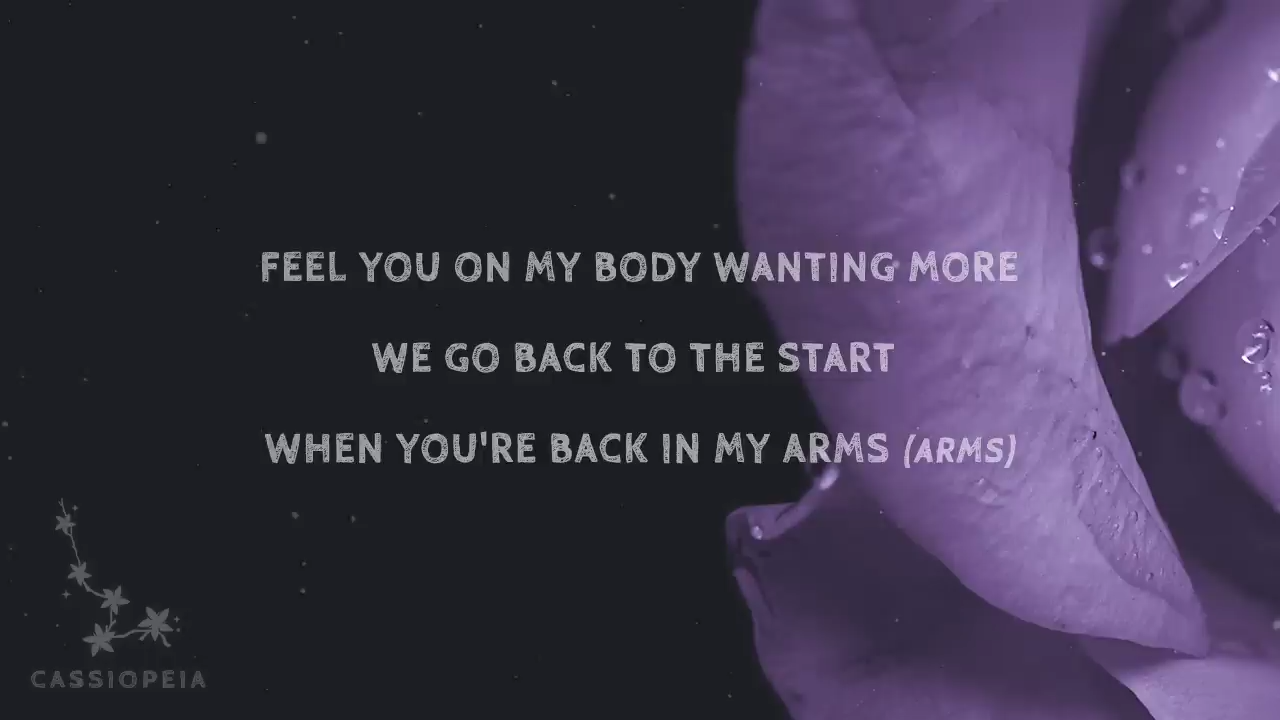 FEEL YOU ON MY BODY WANTING MORE
WE GO BACK TO THE START
WHEN YOU'RE BACK IN MY ARMS (ARMS)
CASSIOPEIA